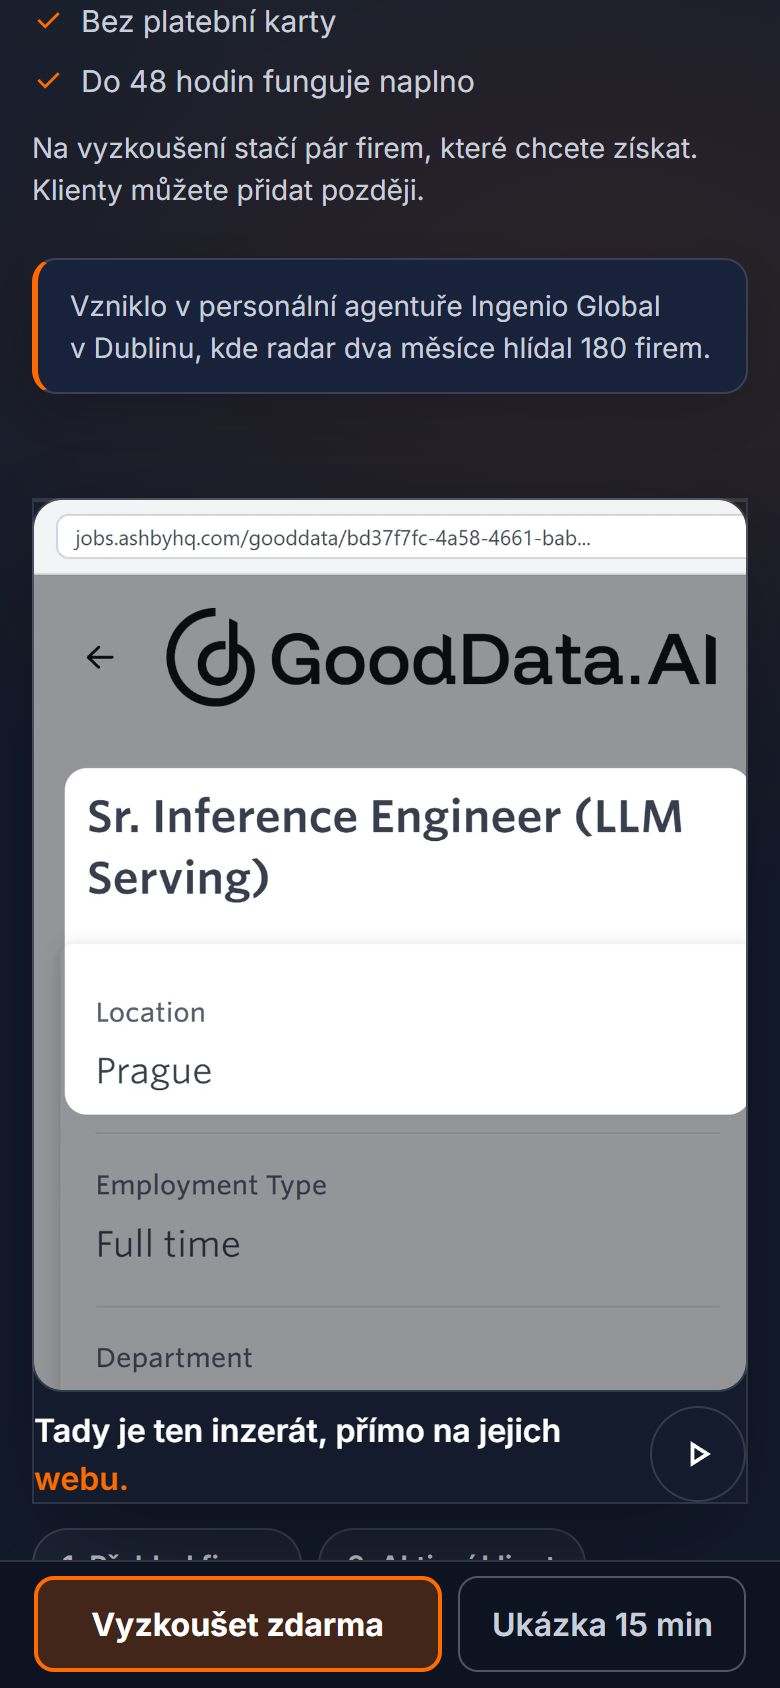 Bez platební karty
Do 48 hodin funguje naplno
Na vyzkoušení stačí pár firem, které chcete získat.
Klienty můžete přidat později.
Vzniklo v personální agentuře Ingenio Global
v Dublinu, kde radar dva měsíce hlídal 180 firem.
jobs.ashbyhq.com/gooddata/bd37f7fc-4a58-4661-bab...
GoodData.AI
Sr. Inference Engineer (LLM
Serving)
Location
Prague
Employment Type
Full time
Department
Tady je ten inzerát, přímo na jejich
webu.
Vyzkoušet zdarma
Ukázka 15 min